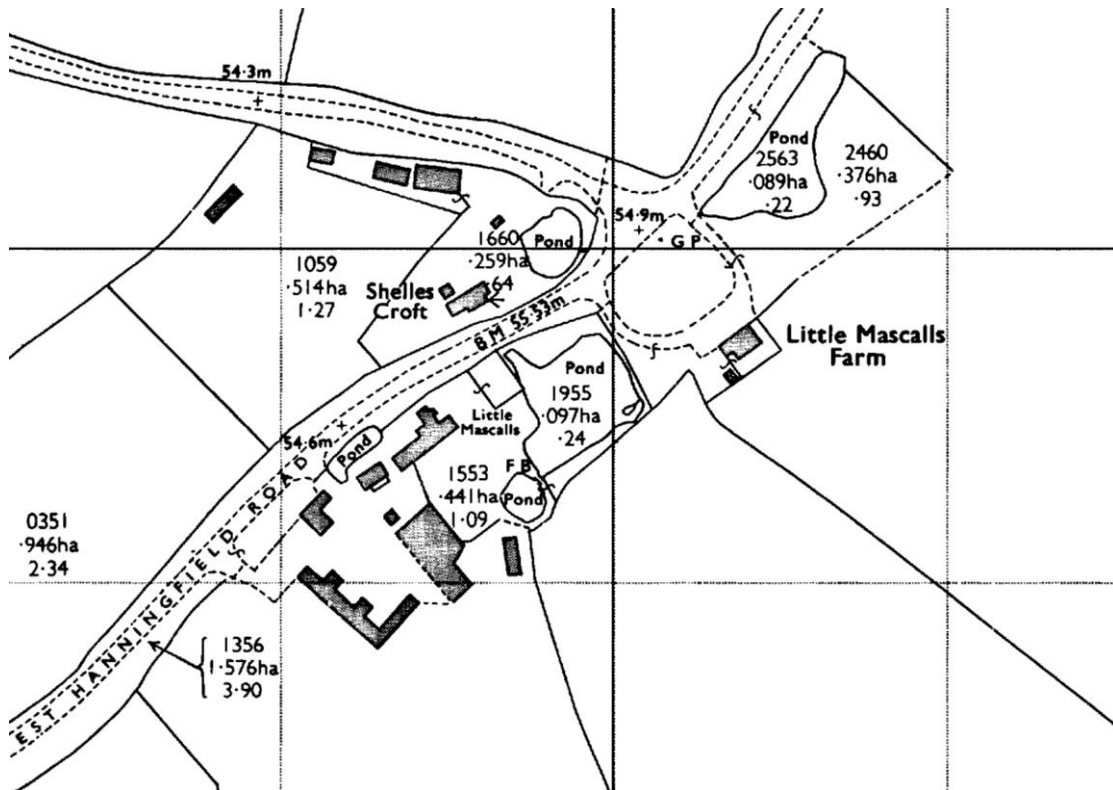 54·3m
Pond
2563
·089ha
·22
2460
·376ha
·93
54·9m
G P
1660
·259ha
·64
Pond
1059
·514ha
1·27
Shelles
Croft
B M 55·53m
Little Mascalls
Farm
Pond
1955
·097ha
·24
Little
Mascalls
54·6m
Pond
1553
·441ha
1·09
F B
Pond
0351
·946ha
2·34
EST HANNINGFIELD ROAD
1356
1·576ha
3·90